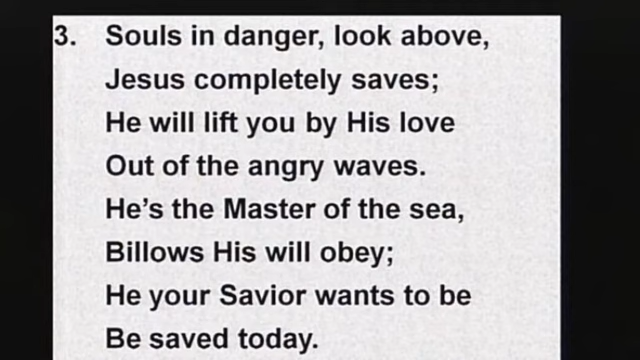 3. Souls in danger, look above,
Jesus completely saves;
He will lift you by His love
Out of the angry waves.
He’s the Master of the sea,
Billows His will obey;
He your Savior wants to be
Be saved today.